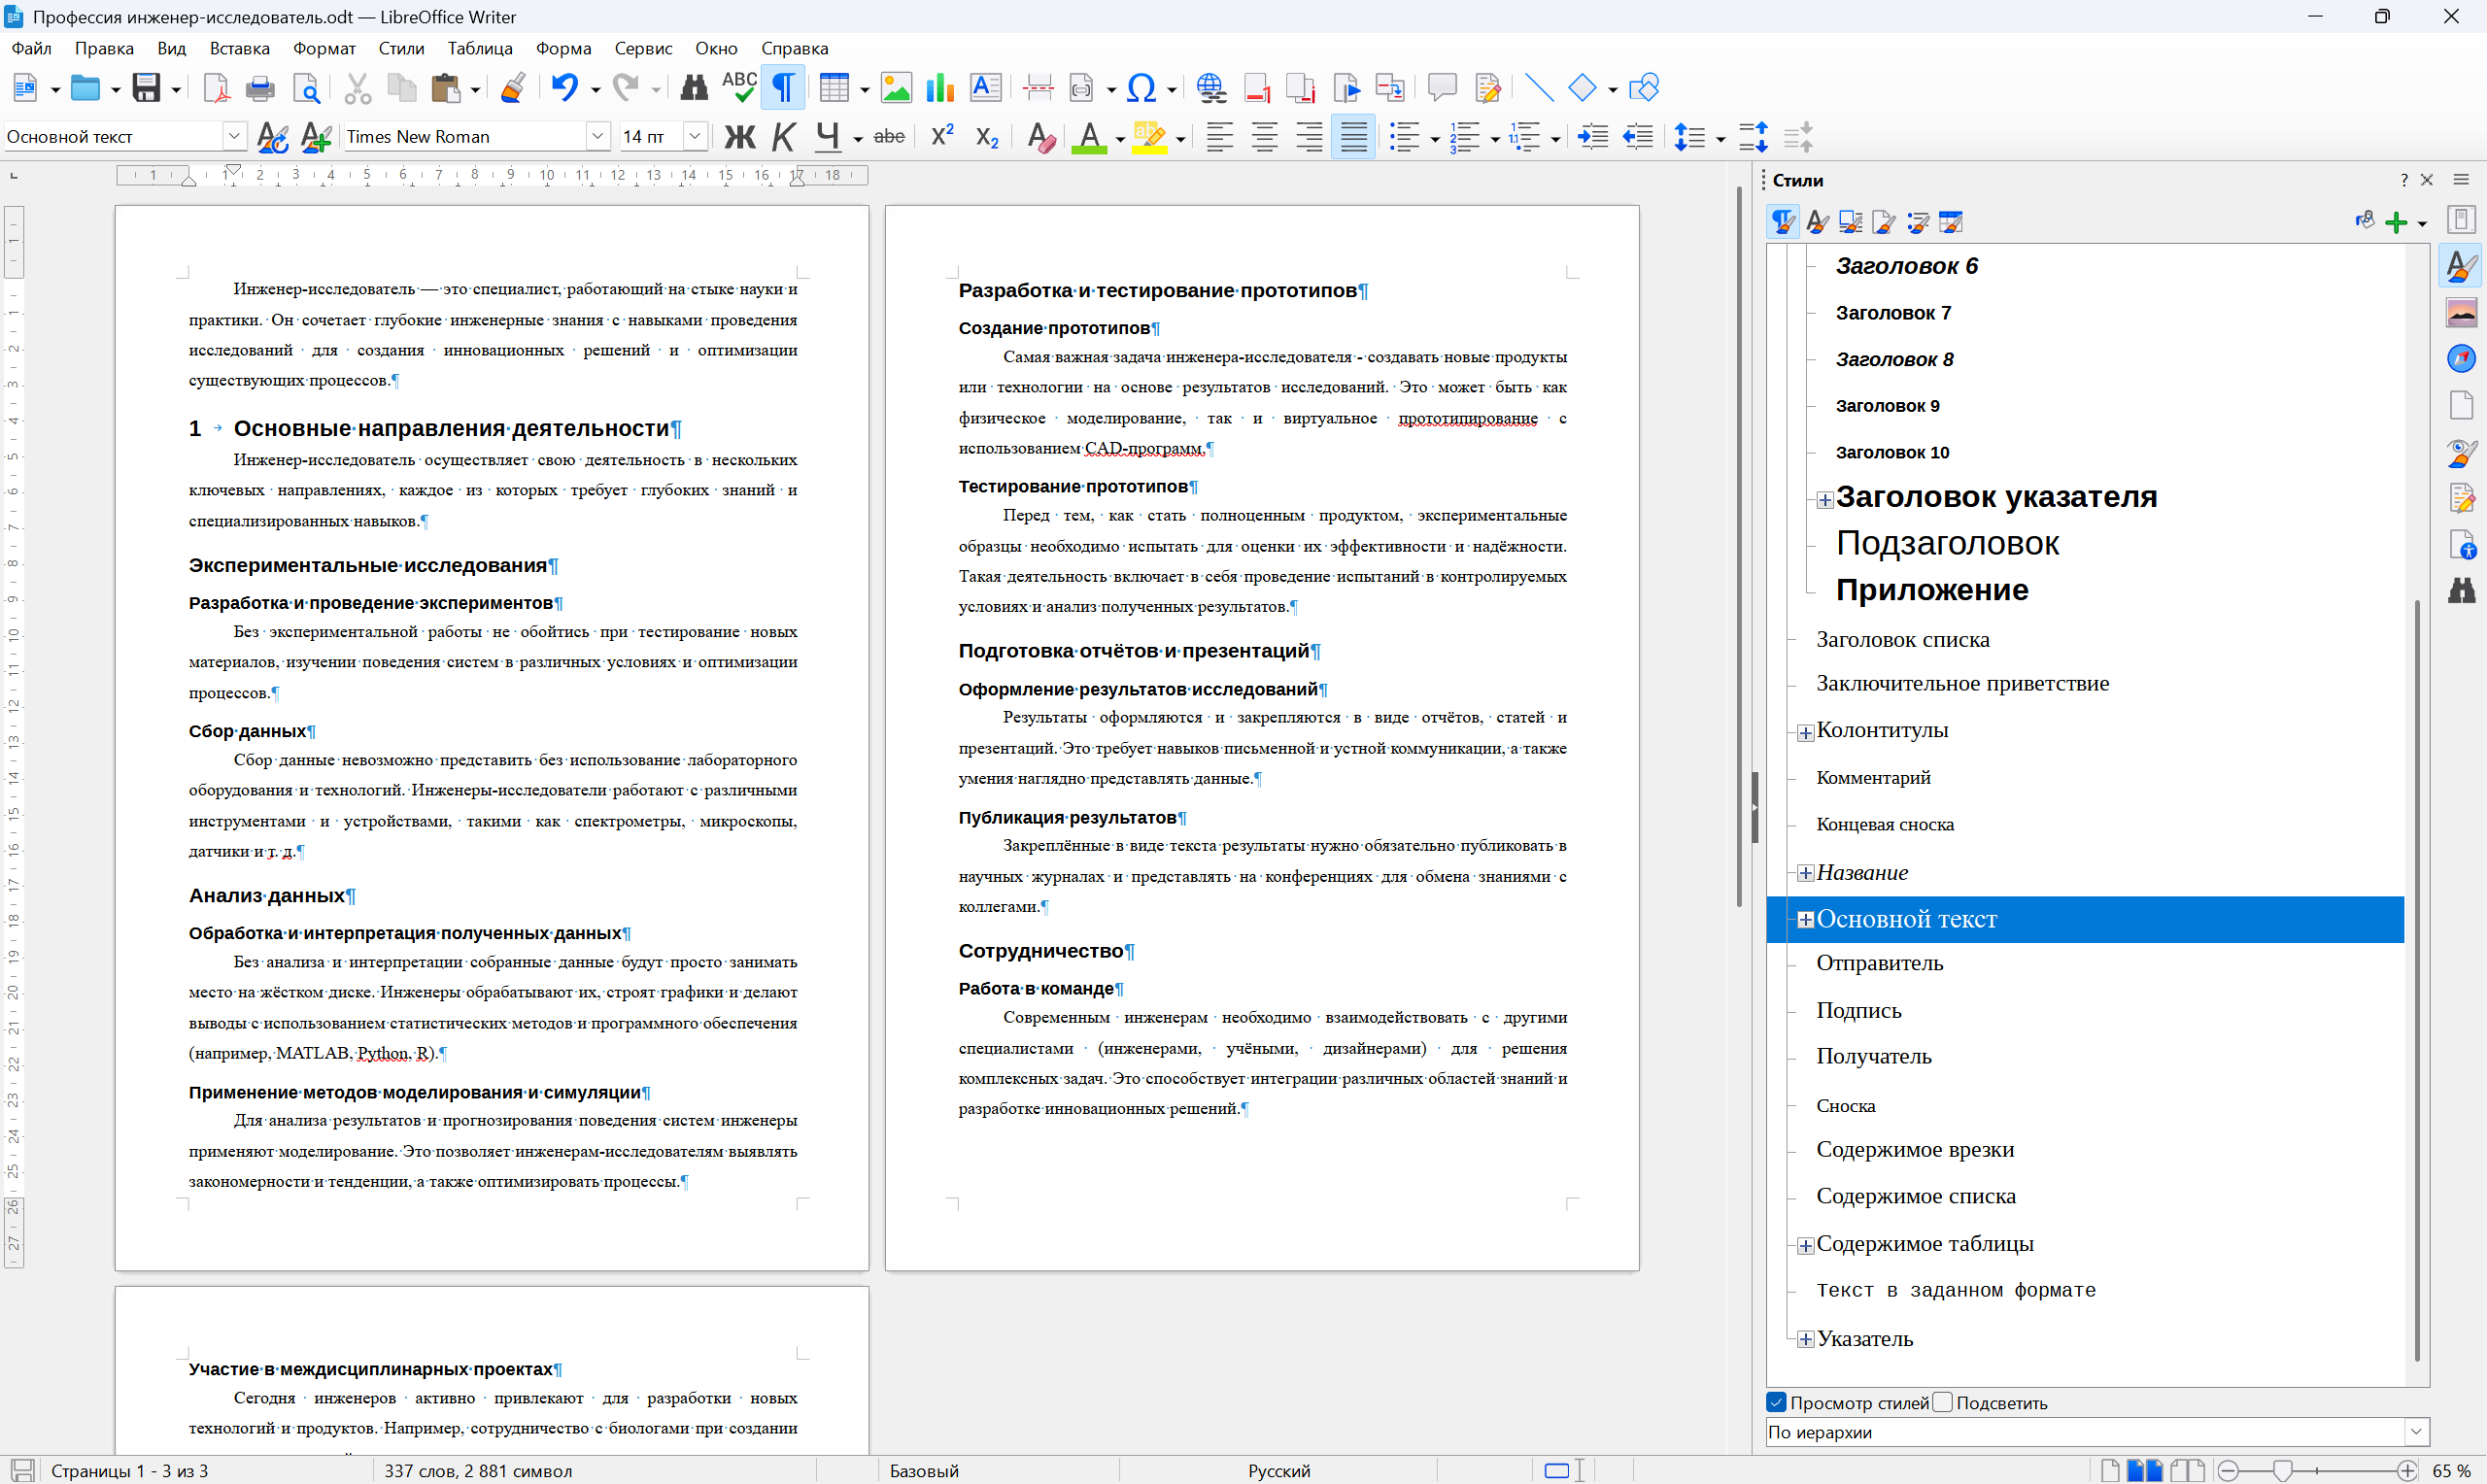 Профессия инженер-исследователь.odt — LibreOffice Writer
Файл Правка Вид Вставка Формат Стили Таблица Форма Сервис Окно Справка
Основной текст Times New Roman 14 пт
Инженер-исследователь — это специалист, работающий на стыке науки и
практики. Он сочетает глубокие инженерные знания с навыками проведения
исследований для создания инновационных решений и оптимизации
существующих процессов.¶
1 → Основные направления деятельности¶
Инженер-исследователь осуществляет свою деятельность в нескольких
ключевых направлениях, каждое из которых требует глубоких знаний и
специализированных навыков.¶
Экспериментальные исследования¶
Разработка и проведение экспериментов¶
Без экспериментальной работы не обойтись при тестирование новых
материалов, изучении поведения систем в различных условиях и оптимизации
процессов.¶
Сбор данных¶
Сбор данные невозможно представить без использование лабораторного
оборудования и технологий. Инженеры-исследователи работают с различными
инструментами и устройствами, такими как спектрометры, микроскопы,
датчики и т. д.¶
Анализ данных¶
Обработка и интерпретация полученных данных¶
Без анализа и интерпретации собранные данные будут просто занимать
место на жёстком диске. Инженеры обрабатывают их, строят графики и делают
выводы с использованием статистических методов и программного обеспечения
(например, MATLAB, Python, R).¶
Применение методов моделирования и симуляции¶
Для анализа результатов и прогнозирования поведения систем инженеры
применяют моделирование. Это позволяет инженерам-исследователям выявлять
закономерности и тенденции, а также оптимизировать процессы.¶
Разработка и тестирование прототипов¶
Создание прототипов¶
Самая важная задача инженера-исследователя - создавать новые продукты
или технологии на основе результатов исследований. Это может быть как
физическое моделирование, так и виртуальное прототипирование с
использованием CAD-программ.¶
Тестирование прототипов¶
Перед тем, как стать полноценным продуктом, экспериментальные
образцы необходимо испытать для оценки их эффективности и надёжности.
Такая деятельность включает в себя проведение испытаний в контролируемых
условиях и анализ полученных результатов.¶
Подготовка отчётов и презентаций¶
Оформление результатов исследований¶
Результаты оформляются и закрепляются в виде отчётов, статей и
презентаций. Это требует навыков письменной и устной коммуникации, а также
умения наглядно представлять данные.¶
Публикация результатов¶
Закреплённые в виде текста результаты нужно обязательно публиковать в
научных журналах и представлять на конференциях для обмена знаниями с
коллегами.¶
Сотрудничество¶
Работа в команде¶
Современным инженерам необходимо взаимодействовать с другими
специалистами (инженерами, учёными, дизайнерами) для решения
комплексных задач. Это способствует интеграции различных областей знаний и
разработке инновационных решений.¶
Участие в междисциплинарных проектах¶
Сегодня инженеров активно привлекают для разработки новых
технологий и продуктов. Например, сотрудничество с биологами при создании
Стили
Заголовок 6
Заголовок 7
Заголовок 8
Заголовок 9
Заголовок 10
Заголовок указателя
Подзаголовок
Приложение
Заголовок списка
Заключительное приветствие
Колонтитулы
Комментарий
Концевая сноска
Название
Основной текст
Отправитель
Подпись
Получатель
Сноска
Содержимое врезки
Содержимое списка
Содержимое таблицы
Текст в заданном формате
Указатель
Просмотр стилей Подсветить
По иерархии
Страницы 1 - 3 из 3 337 слов, 2 881 символ Базовый Русский 65 %